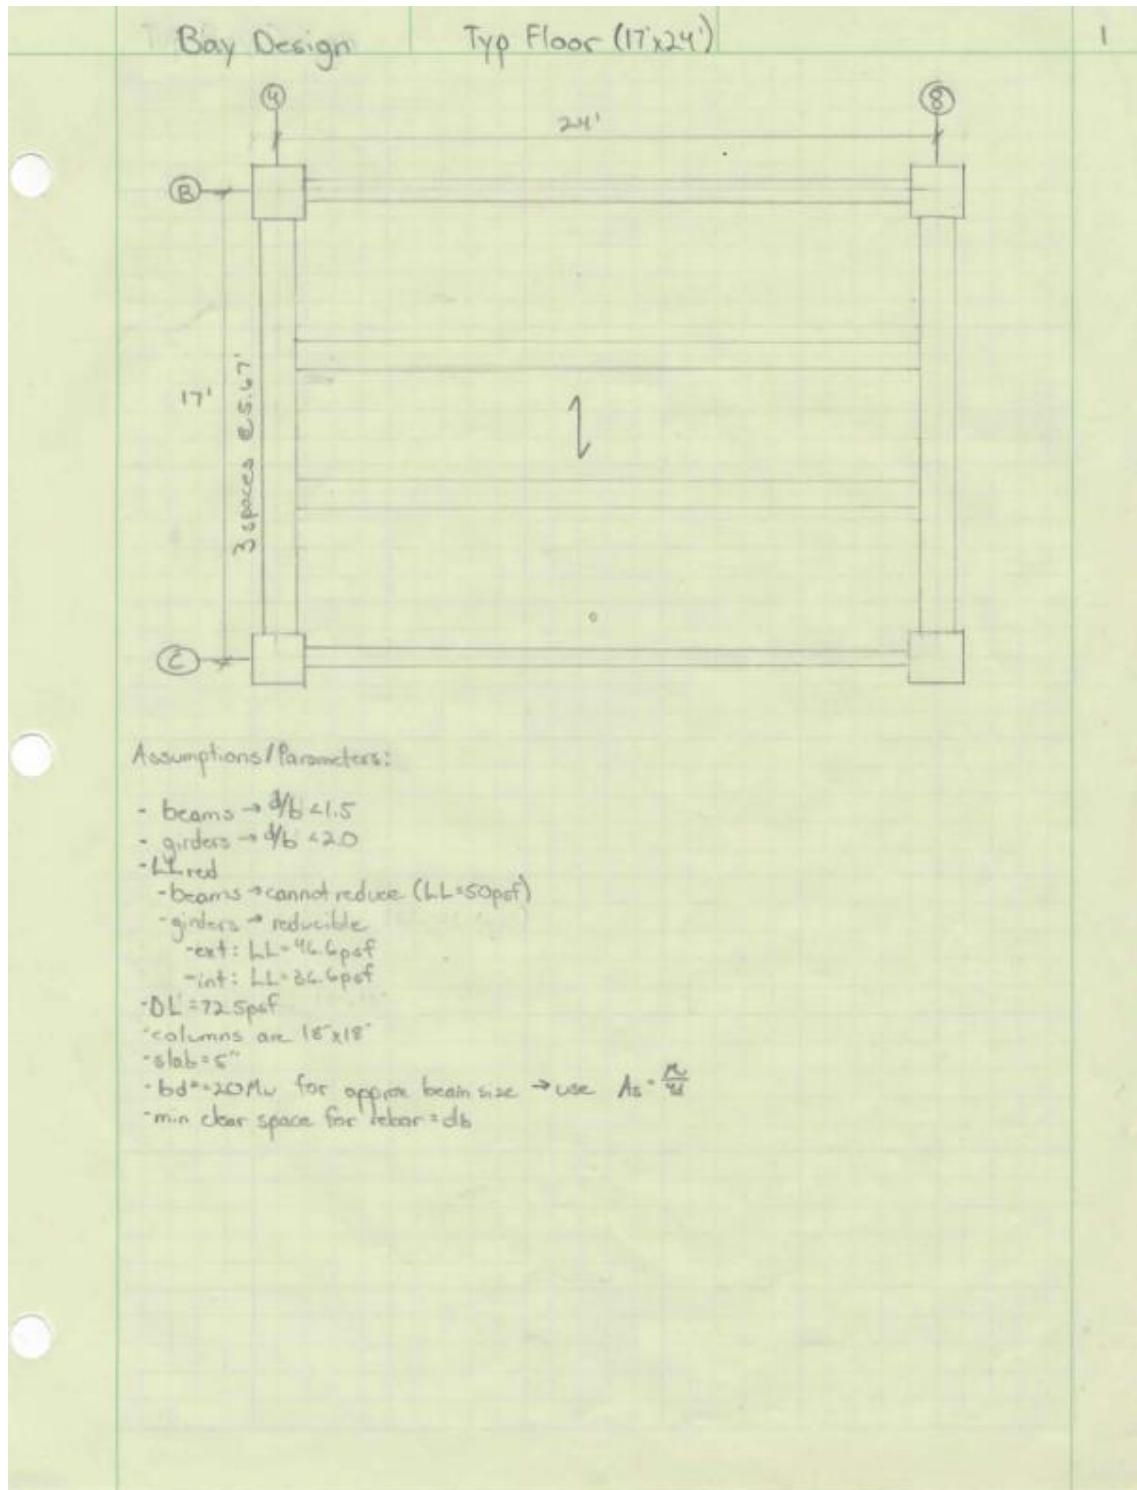 Bay Design
Typ Floor (17'x24')
1
4
8
24'
B
17'
3 spaces @ 5.67'
C
Assumptions/Parameters:
- beams → d/b <1.5
- girders → d/b <2.0
- LL red
- beams → cannot reduce (LL=50psf)
- girders → reducible
- ext: LL=46.6psf
- int: LL=36.6psf
- DL=72.5psf
- columns are 18"x18"
- slab=5"
- bd²=20Mu for approx beam size → use As = Mu/4d
- min clear space for rebar = db